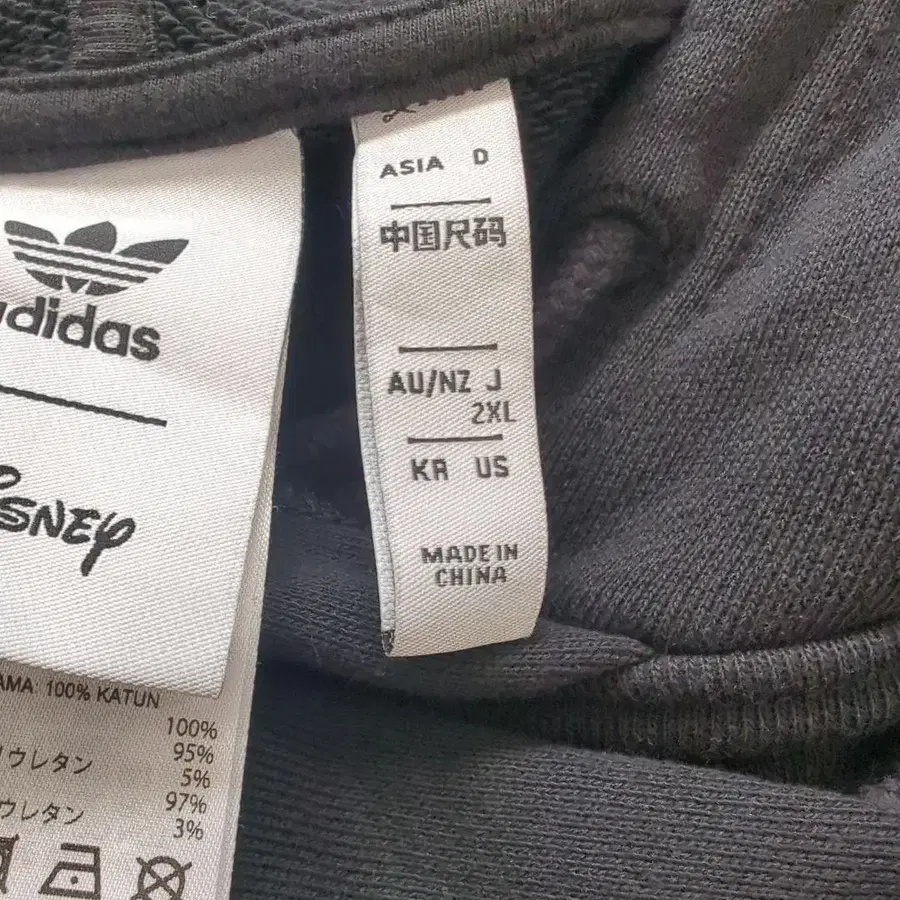 adidas
DISNEY
AMA: 100% KATUN
100%
95%
ウレタン
5%
97%
ウレタン
3%
ASIA D
中国尺码
AU/NZ J
2XL
KR US
MADE IN
CHINA